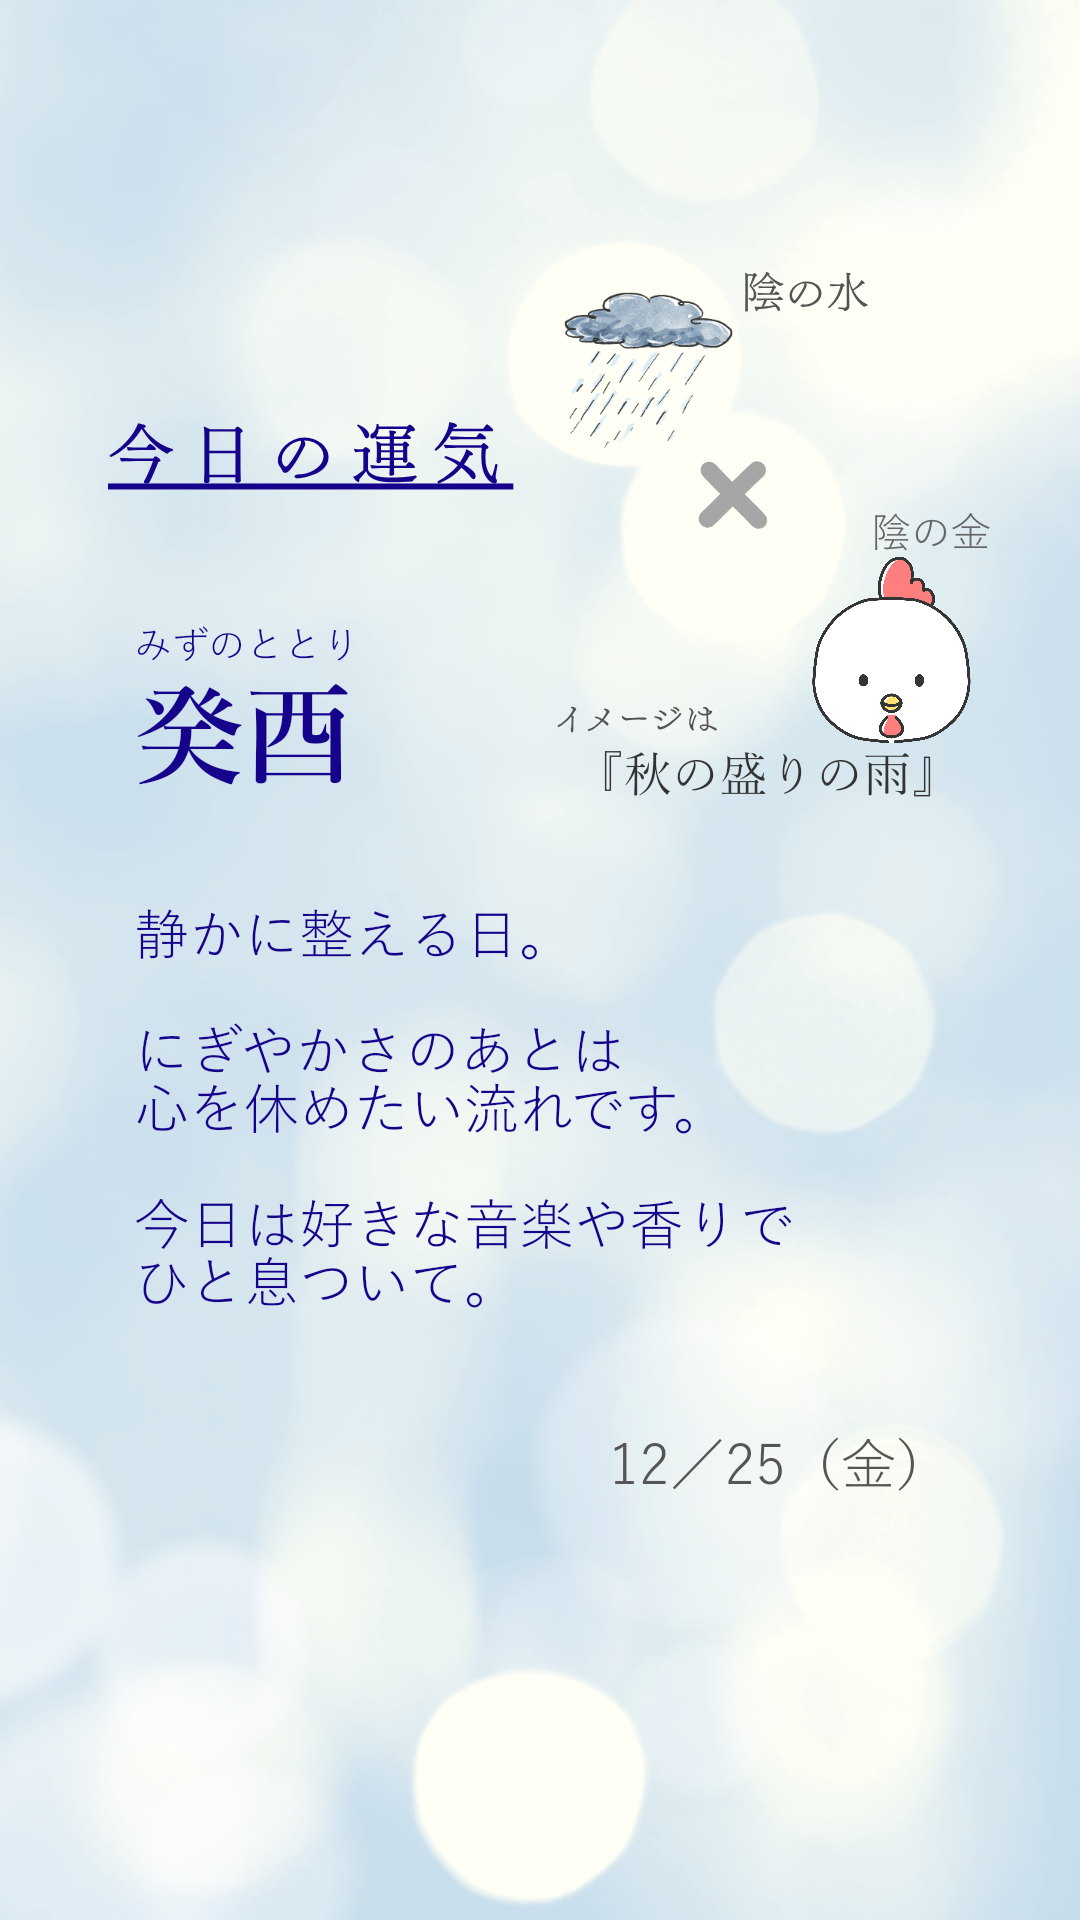 陰の水
今日の運気
陰の金
みずのととり
癸酉
イメージは
『秋の盛りの雨』
静かに整える日。
にぎやかさのあとは
心を休めたい流れです。
今日は好きな音楽や香りで
ひと息ついて。
12／25（金）